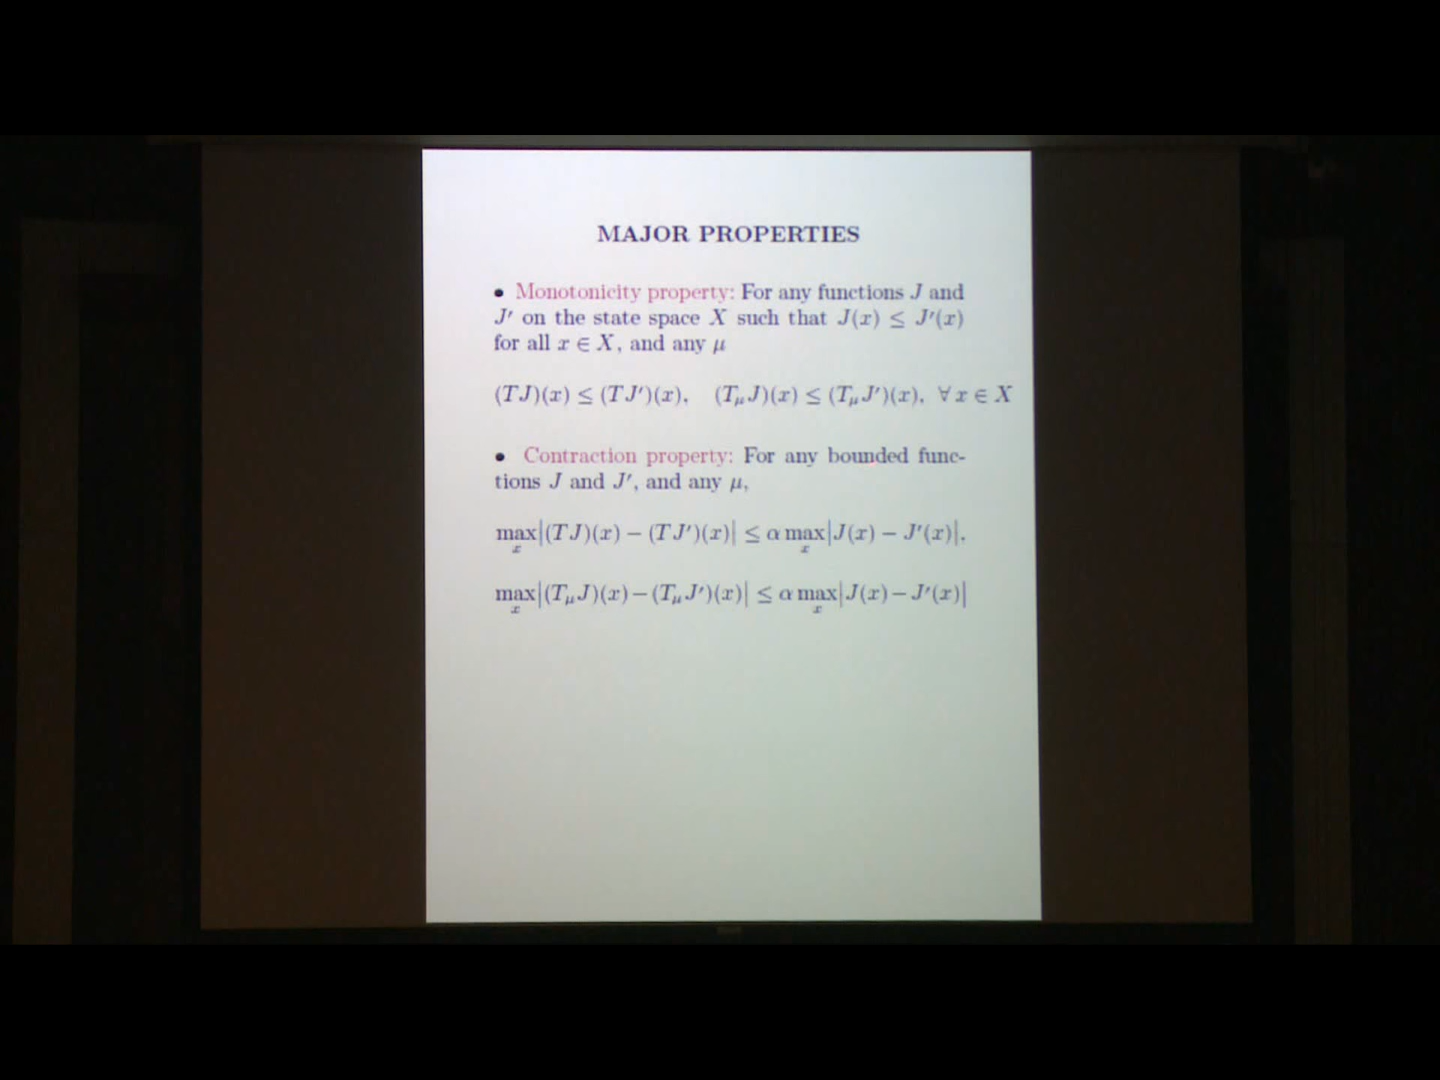 MAJOR PROPERTIES
• Monotonicity property: For any functions J and
J′ on the state space X such that J(x) ≤ J′(x)
for all x ∈ X, and any μ
(TJ)(x) ≤ (TJ′)(x), (T_μJ)(x) ≤ (T_μJ′)(x), ∀ x ∈ X
• Contraction property: For any bounded func-
tions J and J′, and any μ,
max_x|(TJ)(x) − (TJ′)(x)| ≤ α max_x|J(x) − J′(x)|,
max_x|(T_μJ)(x) − (T_μJ′)(x)| ≤ α max_x|J(x) − J′(x)|